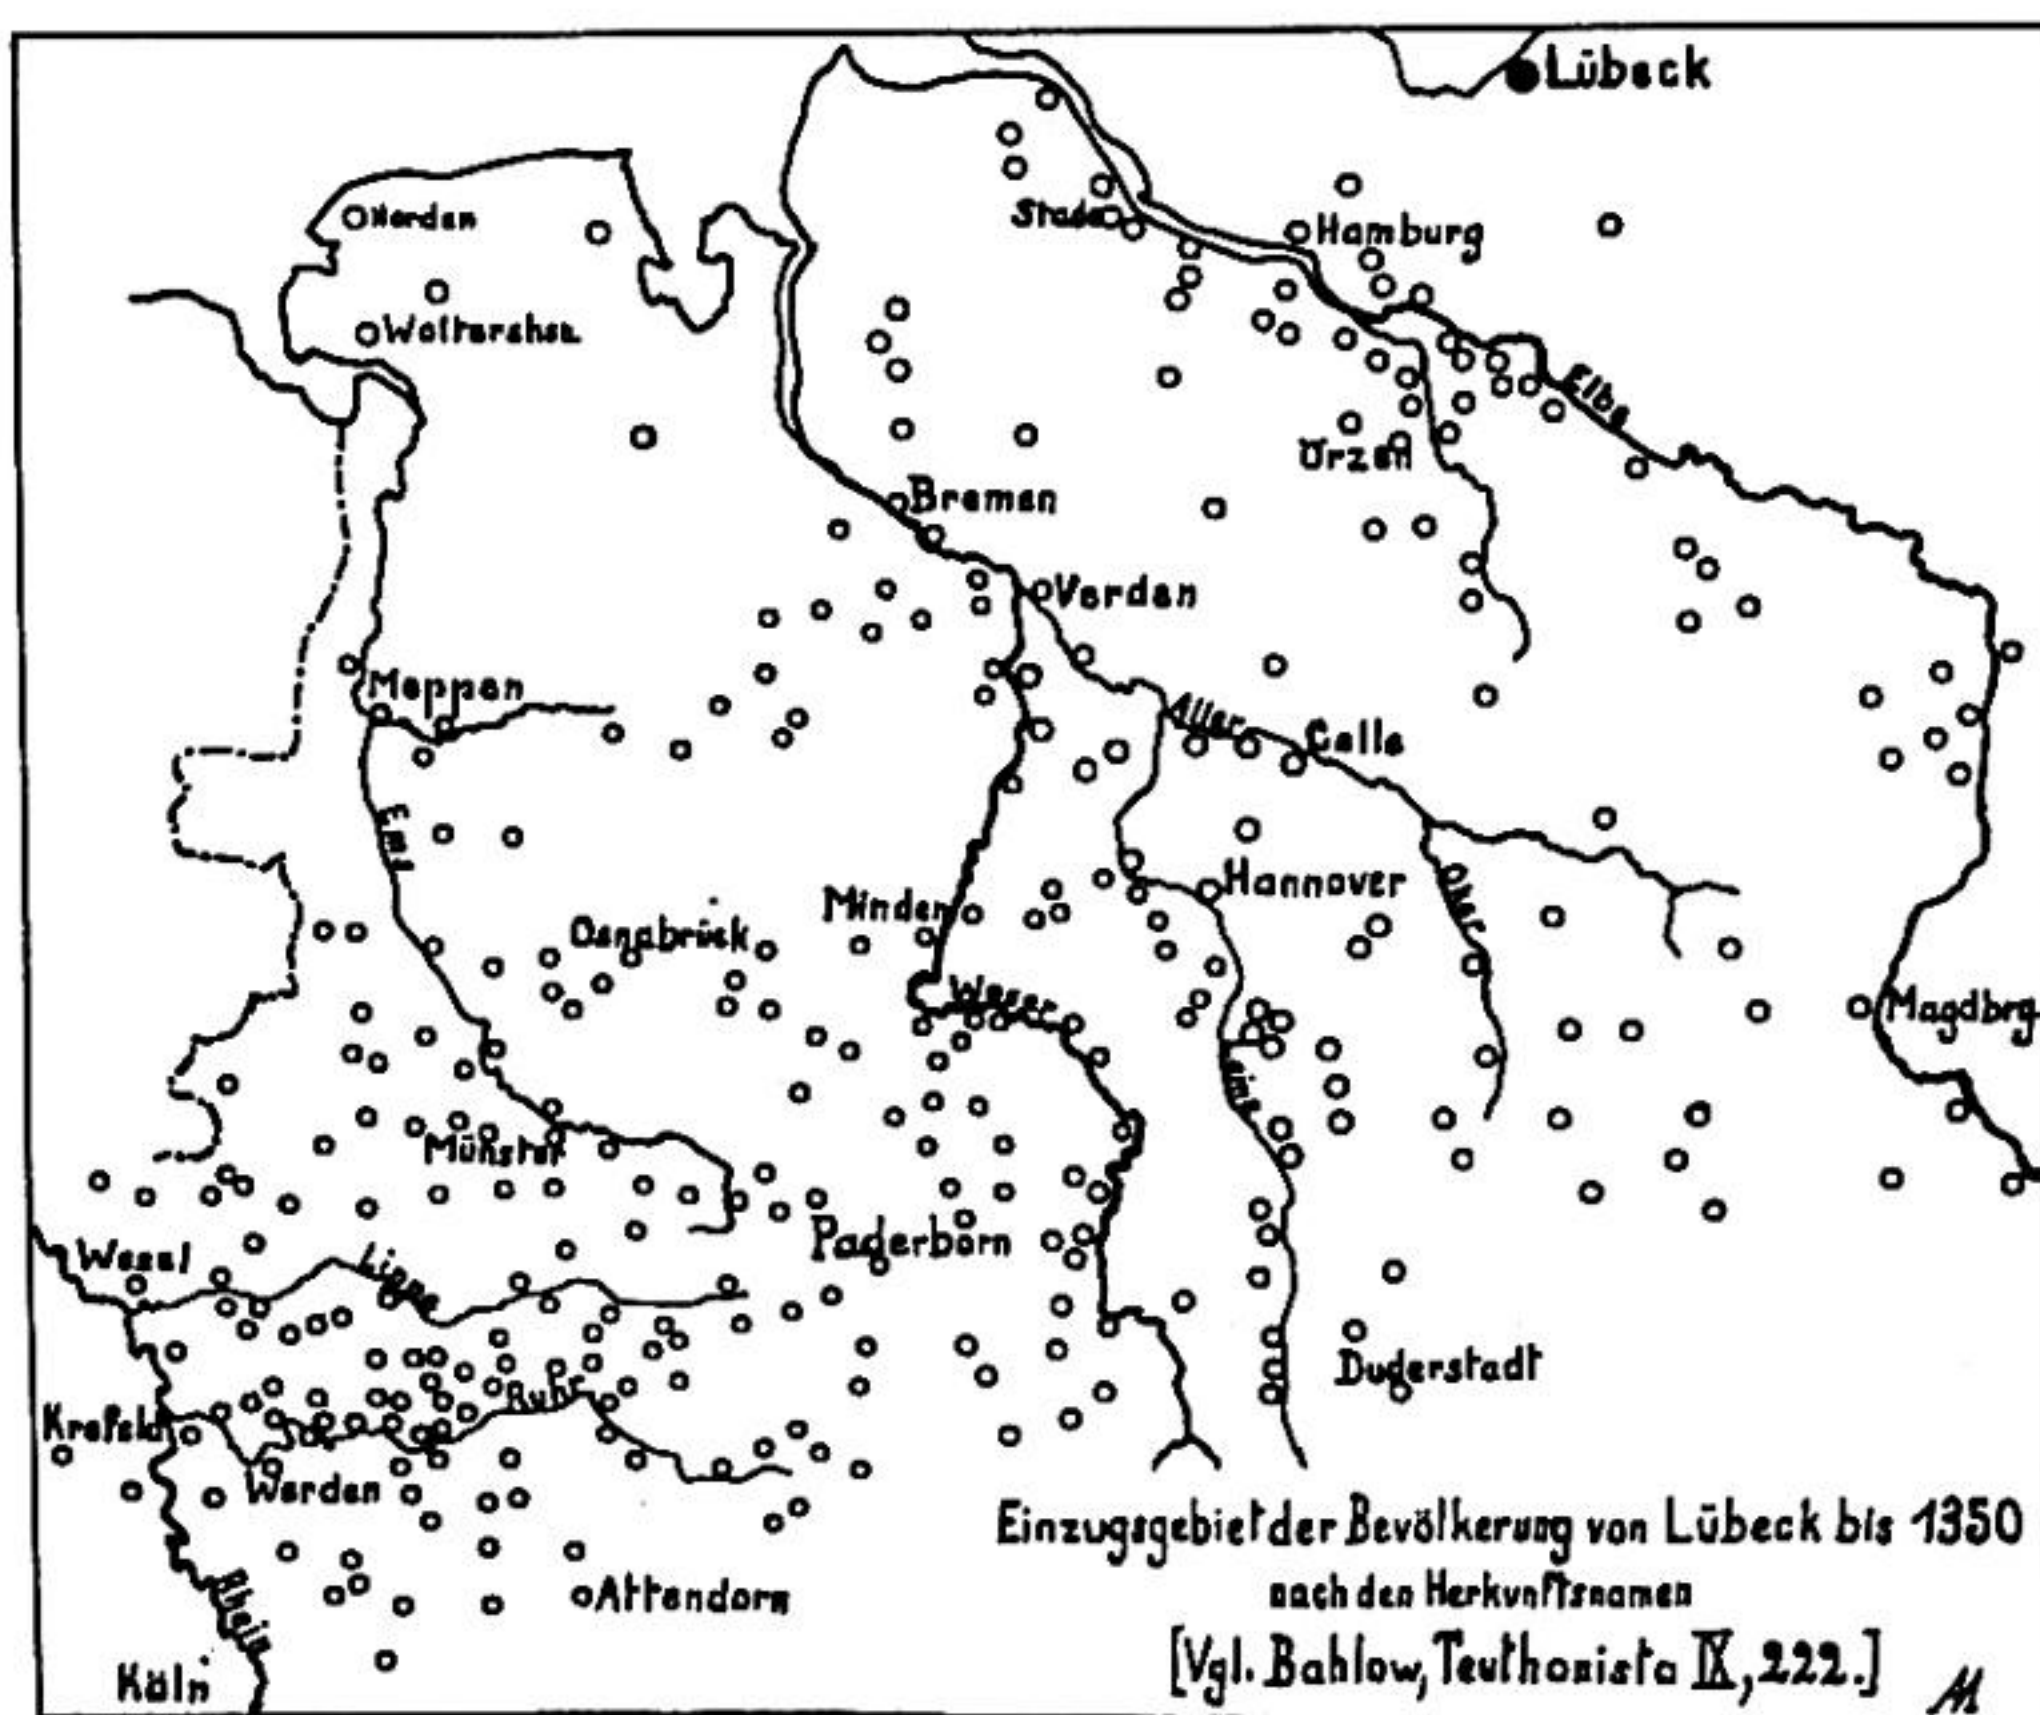 Lübeck
Norden
Stade
Hamburg
Woltershsn
Elbe
Örzen
Bremen
Verden
Meppen
Aller
Celle
Ems
Hannover
Oker
Minden
Osnabrück
Weser
Magdbrg.
Leine
Münster
Paderborn
Wesel
Lippe
Duderstadt
Ruhr
Krefeld
Werden
Einzugsgebiet der Bevölkerung von Lübeck bis 1350
nach den Herkunftsnamen
Attendorn
Rhein
[Vgl. Bahlow, Teuthonista IX, 222.]
Köln